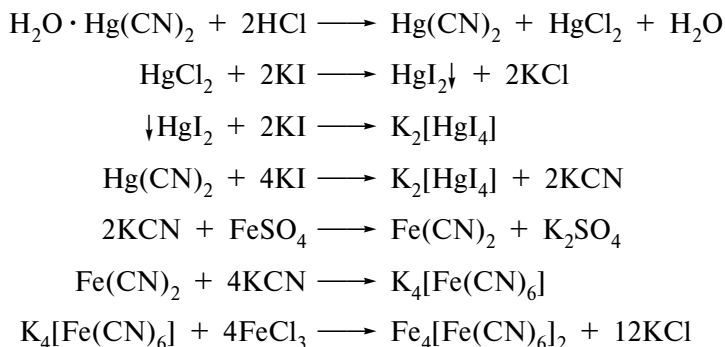 H₂O · Hg(CN)₂ + 2HCl ⟶ Hg(CN)₂ + HgCl₂ + H₂O
HgCl₂ + 2KI ⟶ HgI₂↓ + 2KCl
↓HgI₂ + 2KI ⟶ K₂[HgI₄]
Hg(CN)₂ + 4KI ⟶ K₂[HgI₄] + 2KCN
2KCN + FeSO₄ ⟶ Fe(CN)₂ + K₂SO₄
Fe(CN)₂ + 4KCN ⟶ K₄[Fe(CN)₆]
K₄[Fe(CN)₆] + 4FeCl₃ ⟶ Fe₄[Fe(CN)₆]₂ + 12KCl